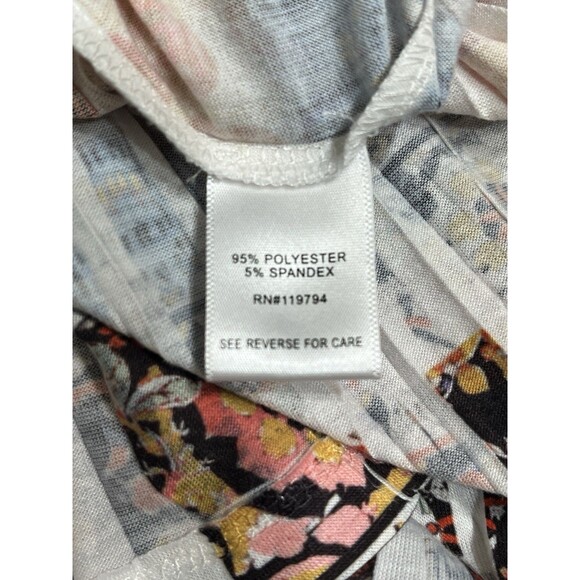 95% POLYESTER
5% SPANDEX
RN#119794
SEE REVERSE FOR CARE